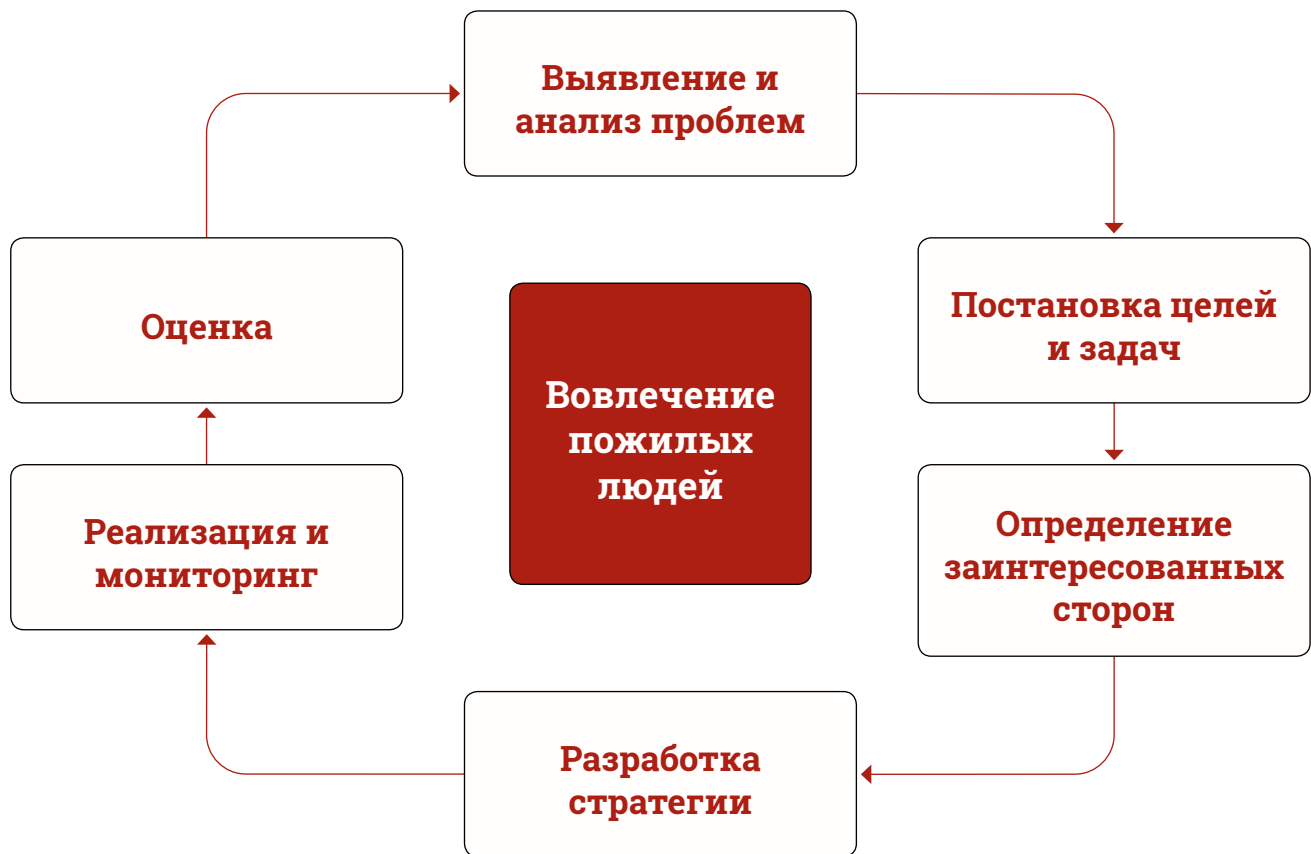 Выявление и
анализ проблем
Постановка целей
и задач
Определение
заинтересованных
сторон
Разработка
стратегии
Реализация и
мониторинг
Оценка
Вовлечение
пожилых
людей